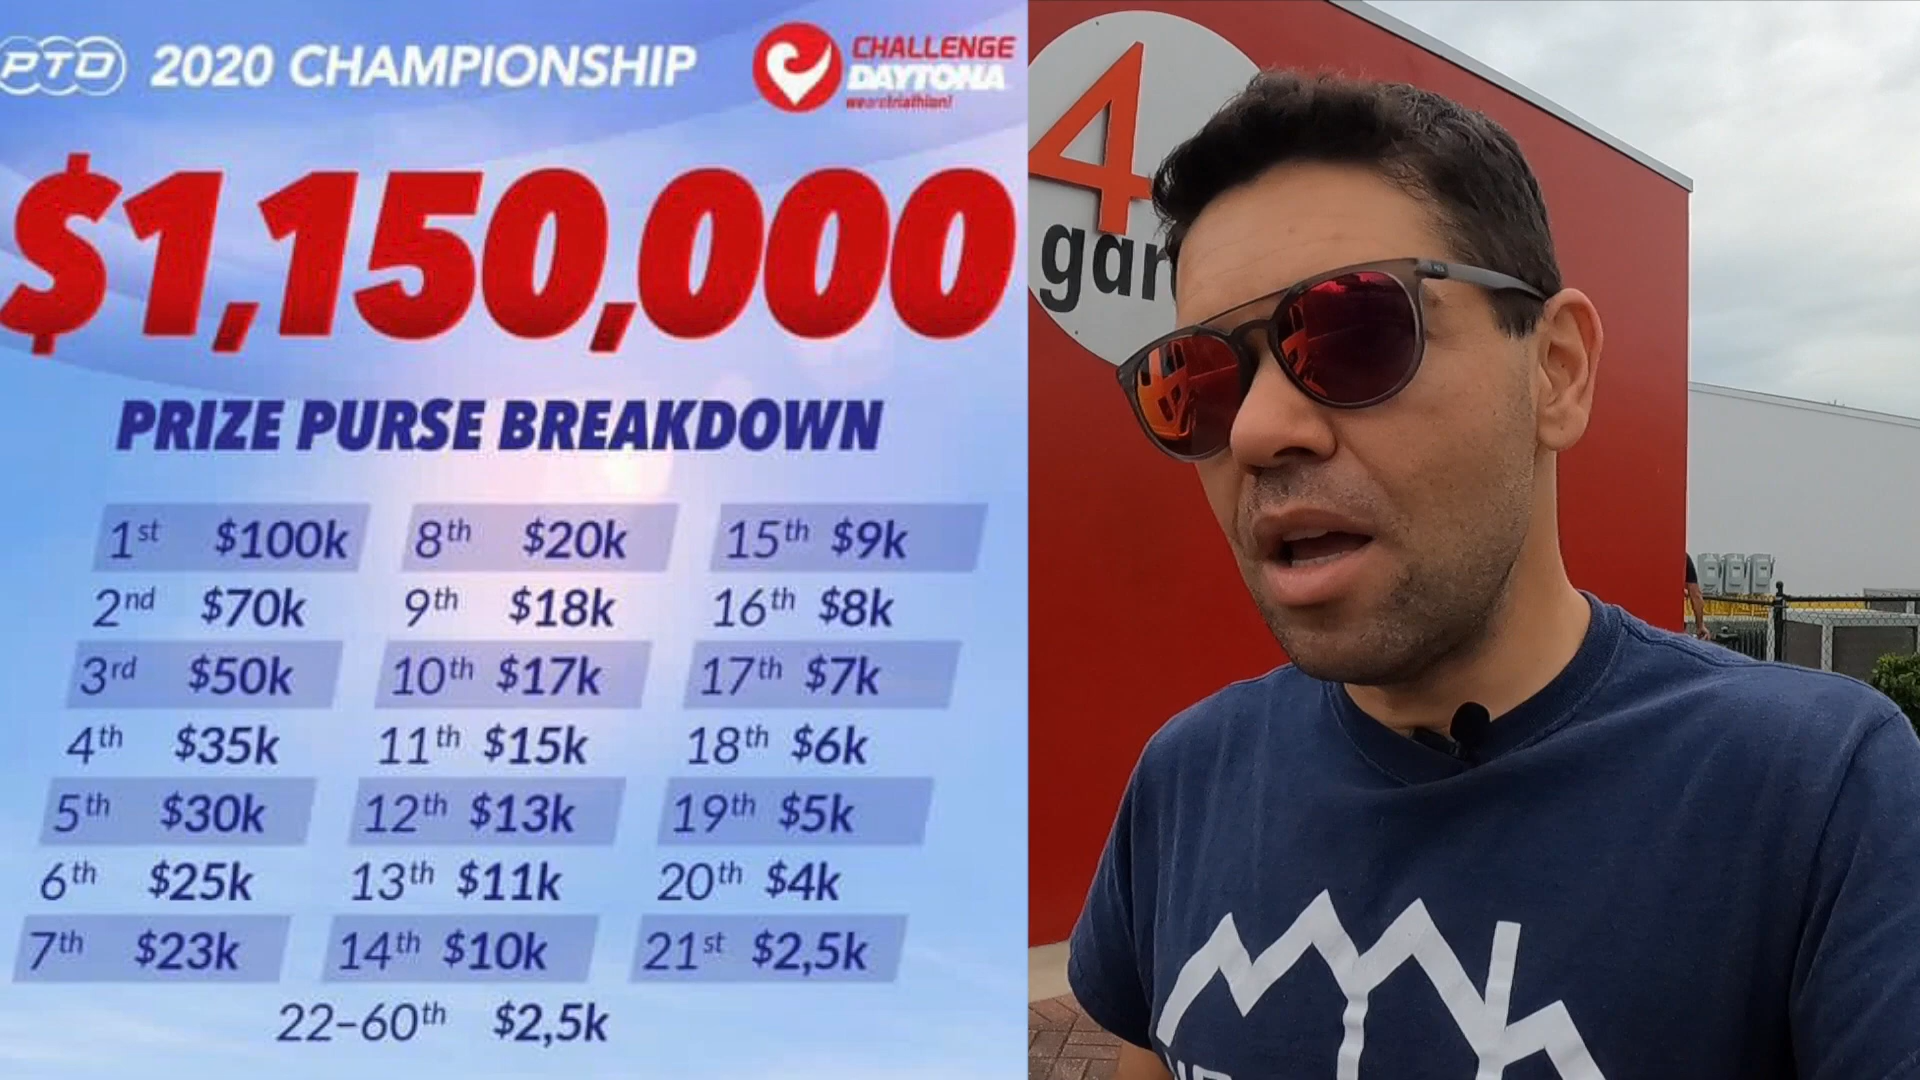 PTO 2020 CHAMPIONSHIP
CHALLENGE
DAYTONA
wearetriathlon!
$1,150,000
PRIZE PURSE BREAKDOWN
1st $100k
2nd $70k
3rd $50k
4th $35k
5th $30k
6th $25k
7th $23k
8th $20k
9th $18k
10th $17k
11th $15k
12th $13k
13th $11k
14th $10k
15th $9k
16th $8k
17th $7k
18th $6k
19th $5k
20th $4k
21st $2,5k
22-60th $2,5k
4
gar